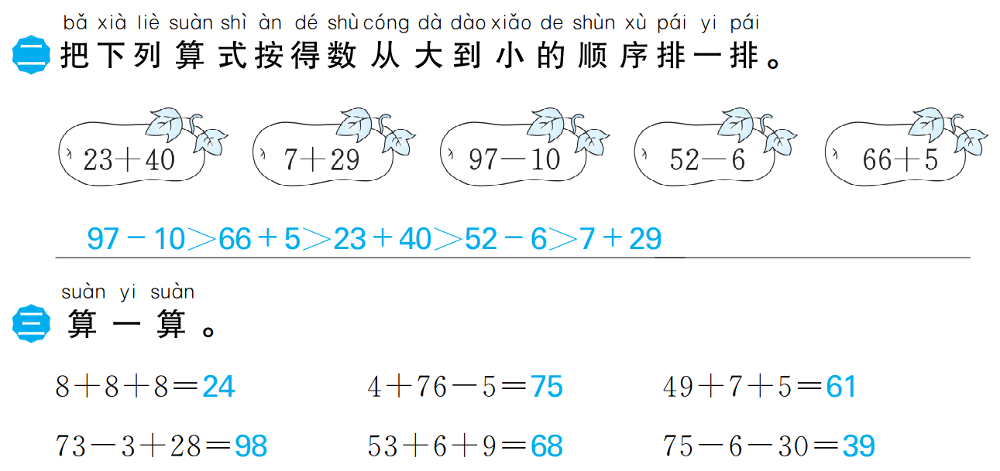 bǎ xià liè suàn shì àn dé shù cóng dà dào xiǎo de shùn xù pái yi pái
二 把下列算式按得数从大到小的顺序排一排。
23＋40 7＋29 97－10 52－6 66＋5
97－10＞66＋5＞23＋40＞52－6＞7＋29
suàn yi suàn
三 算一算。
8＋8＋8＝24 4＋76－5＝75 49＋7＋5＝61
73－3＋28＝98 53＋6＋9＝68 75－6－30＝39